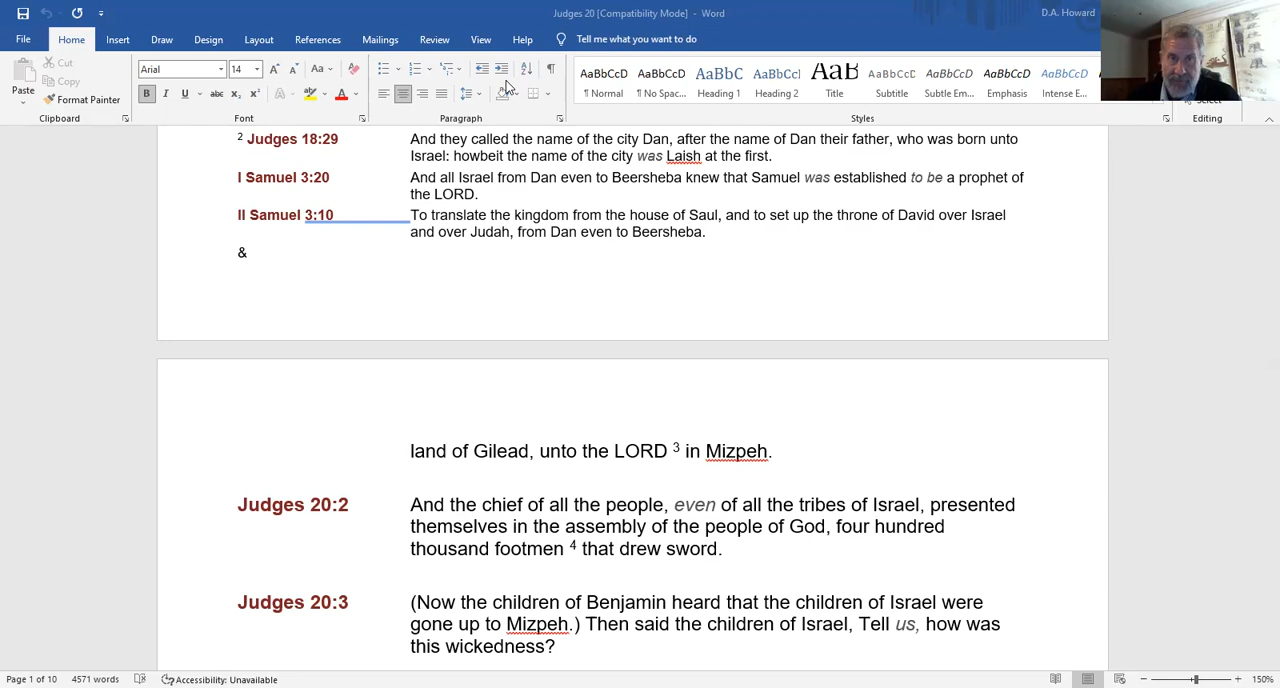 Judges 20 [Compatibility Mode] - Word
D.A. Howard
File Home Insert Draw Design Layout References Mailings Review View Help Tell me what you want to do
Paste
Cut
Copy
Format Painter
Clipboard
Arial 14
Font
Paragraph
AaBbCcD AaBbCcD AaBbC AaBbCcl AaB AaBbCcD AaBbCcD AaBbCcD AaBbCcD
¶ Normal ¶ No Spac... Heading 1 Heading 2 Title Subtitle Subtle Em... Emphasis Intense E...
Styles
Editing
2 Judges 18:29 And they called the name of the city Dan, after the name of Dan their father, who was born unto
Israel: howbeit the name of the city was Laish at the first.
I Samuel 3:20 And all Israel from Dan even to Beersheba knew that Samuel was established to be a prophet of
the LORD.
II Samuel 3:10 To translate the kingdom from the house of Saul, and to set up the throne of David over Israel
and over Judah, from Dan even to Beersheba.
&
land of Gilead, unto the LORD 3 in Mizpeh.
Judges 20:2 And the chief of all the people, even of all the tribes of Israel, presented
themselves in the assembly of the people of God, four hundred
thousand footmen 4 that drew sword.
Judges 20:3 (Now the children of Benjamin heard that the children of Israel were
gone up to Mizpeh.) Then said the children of Israel, Tell us, how was
this wickedness?
Page 1 of 10 4571 words Accessibility: Unavailable 150%